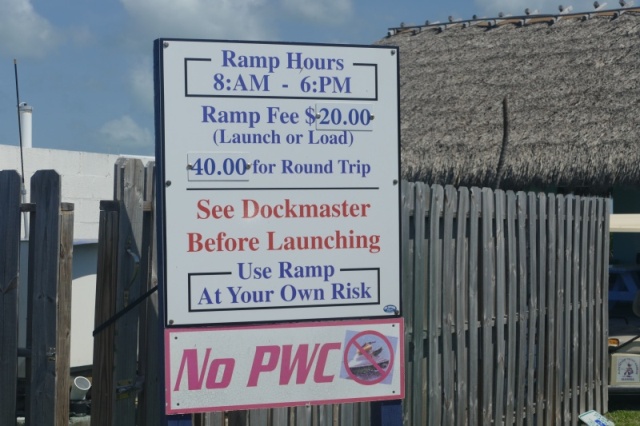 Ramp Hours
8:AM - 6:PM
Ramp Fee $20.00
(Launch or Load)
40.00 for Round Trip
See Dockmaster
Before Launching
Use Ramp
At Your Own Risk
No PWC